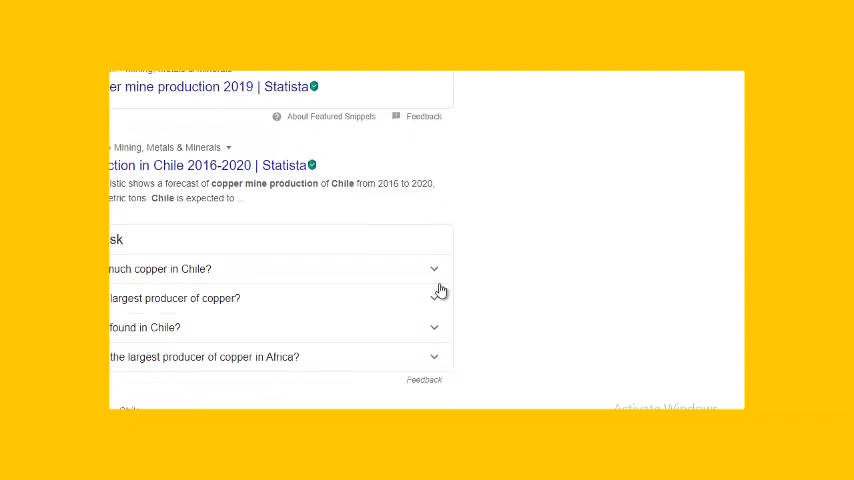 er mine production 2019 | Statista
About Featured Snippets Feedback
Mining, Metals & Minerals
ction in Chile 2016-2020 | Statista
istic shows a forecast of copper mine production of Chile from 2016 to 2020,
etric tons. Chile is expected to ...
sk
much copper in Chile?
largest producer of copper?
found in Chile?
the largest producer of copper in Africa?
Feedback
Activate Windows